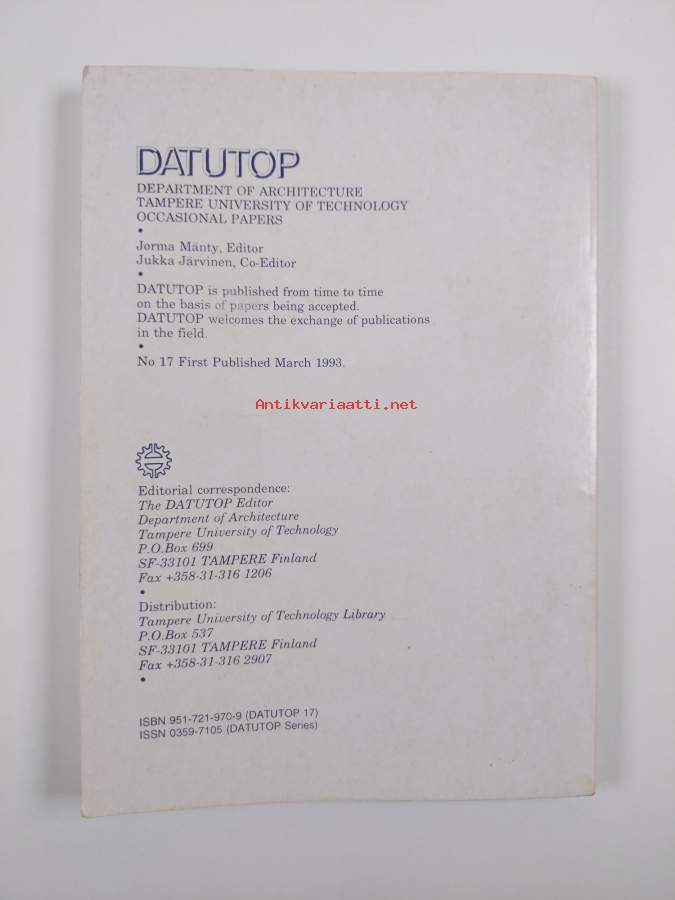 DATUTOP
DEPARTMENT OF ARCHITECTURE
TAMPERE UNIVERSITY OF TECHNOLOGY
OCCASIONAL PAPERS
•
Jorma Mänty, Editor
Jukka Järvinen, Co-Editor
•
DATUTOP is published from time to time
on the basis of papers being accepted.
DATUTOP welcomes the exchange of publications
in the field.
•
No 17 First Published March 1993.
Antikvariaatti.net
Editorial correspondence:
The DATUTOP Editor
Department of Architecture
Tampere University of Technology
P.O.Box 699
SF-33101 TAMPERE Finland
Fax +358-31-316 1206
•
Distribution:
Tampere University of Technology Library
P.O.Box 537
SF-33101 TAMPERE Finland
Fax +358-31-316 2907
•
ISBN 951-721-970-9 (DATUTOP 17)
ISSN 0359-7105 (DATUTOP Series)